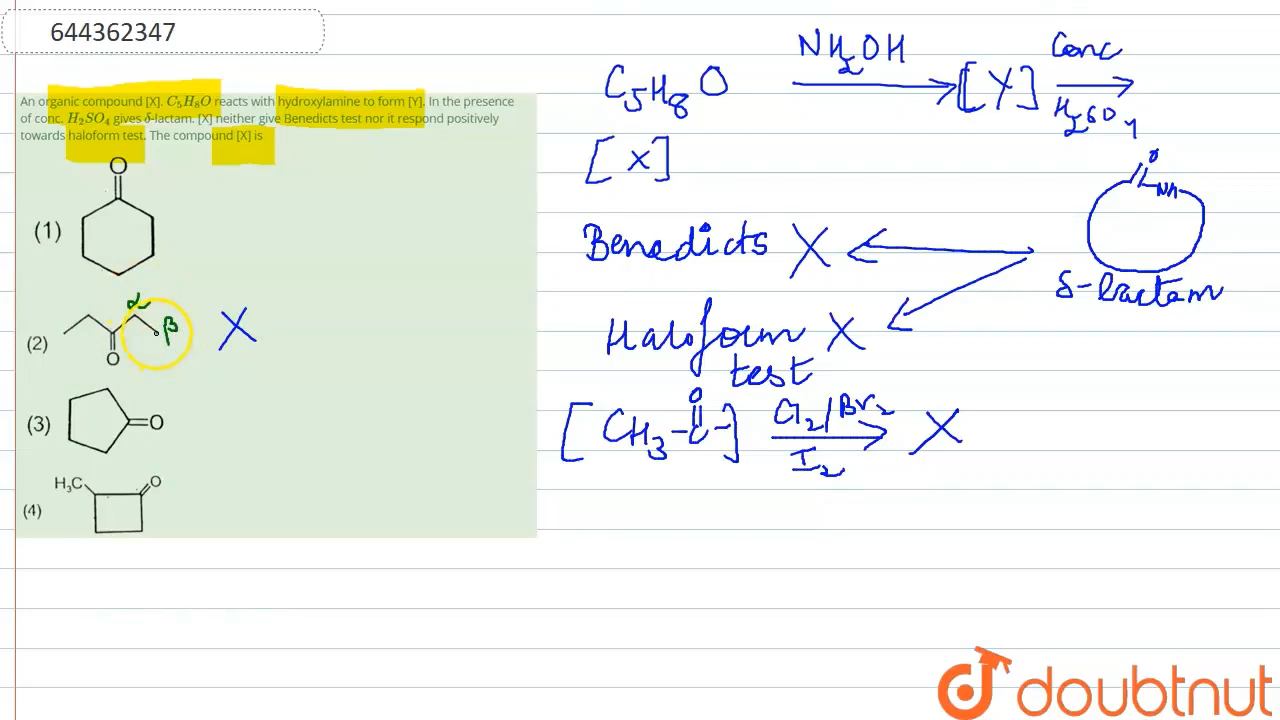 644362347
An organic compound [X]. C₅H₈O reacts with hydroxylamine to form [Y]. In the presence
of conc. H₂SO₄ gives δ-lactam. [X] neither give Benedicts test nor it respond positively
towards haloform test. The compound [X] is
(1)
O
(2)
α
β
O
X
(3)
O
(4)
H₃C
O
C₅H₈O
NH₂OH
[Y]
Conc
H₂SO₄
[X]
O
NH
δ-lactam
Benedicts X
Haloform X
test
[CH₃-C-]
O
Cl₂/Br₂
I₂
X
doubtnut